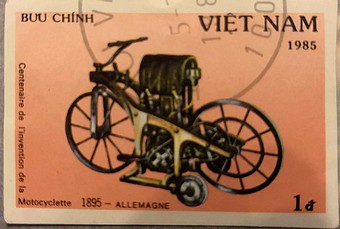 BƯU CHÍNH
VIỆT NAM
1985
Centenaire de l'invention de la
Motocyclette 1895 - ALLEMAGNE
1đ